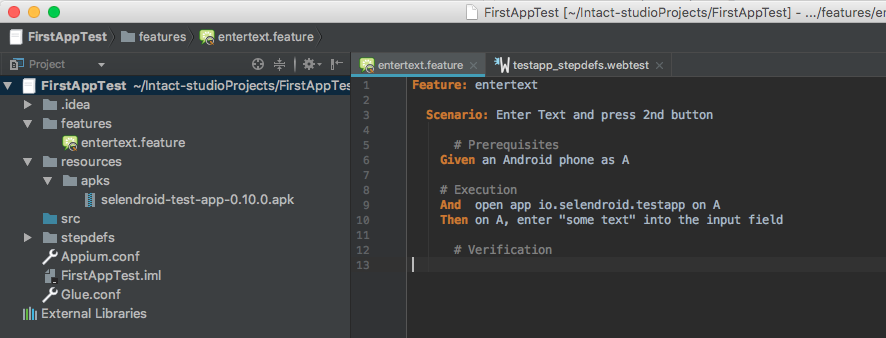 FirstAppTest [~/Intact-studioProjects/FirstAppTest] - .../features/en
FirstAppTest features entertext.feature
Project
entertext.feature testapp_stepdefs.webtest
FirstAppTest ~/Intact-studioProjects/FirstAppTes
.idea
features
entertext.feature
resources
apks
selendroid-test-app-0.10.0.apk
src
stepdefs
Appium.conf
FirstAppTest.iml
Glue.conf
External Libraries
1 Feature: entertext
2
3 Scenario: Enter Text and press 2nd button
4
5 # Prerequisites
6 Given an Android phone as A
7
8 # Execution
9 And open app io.selendroid.testapp on A
10 Then on A, enter "some text" into the input field
11
12 # Verification
13